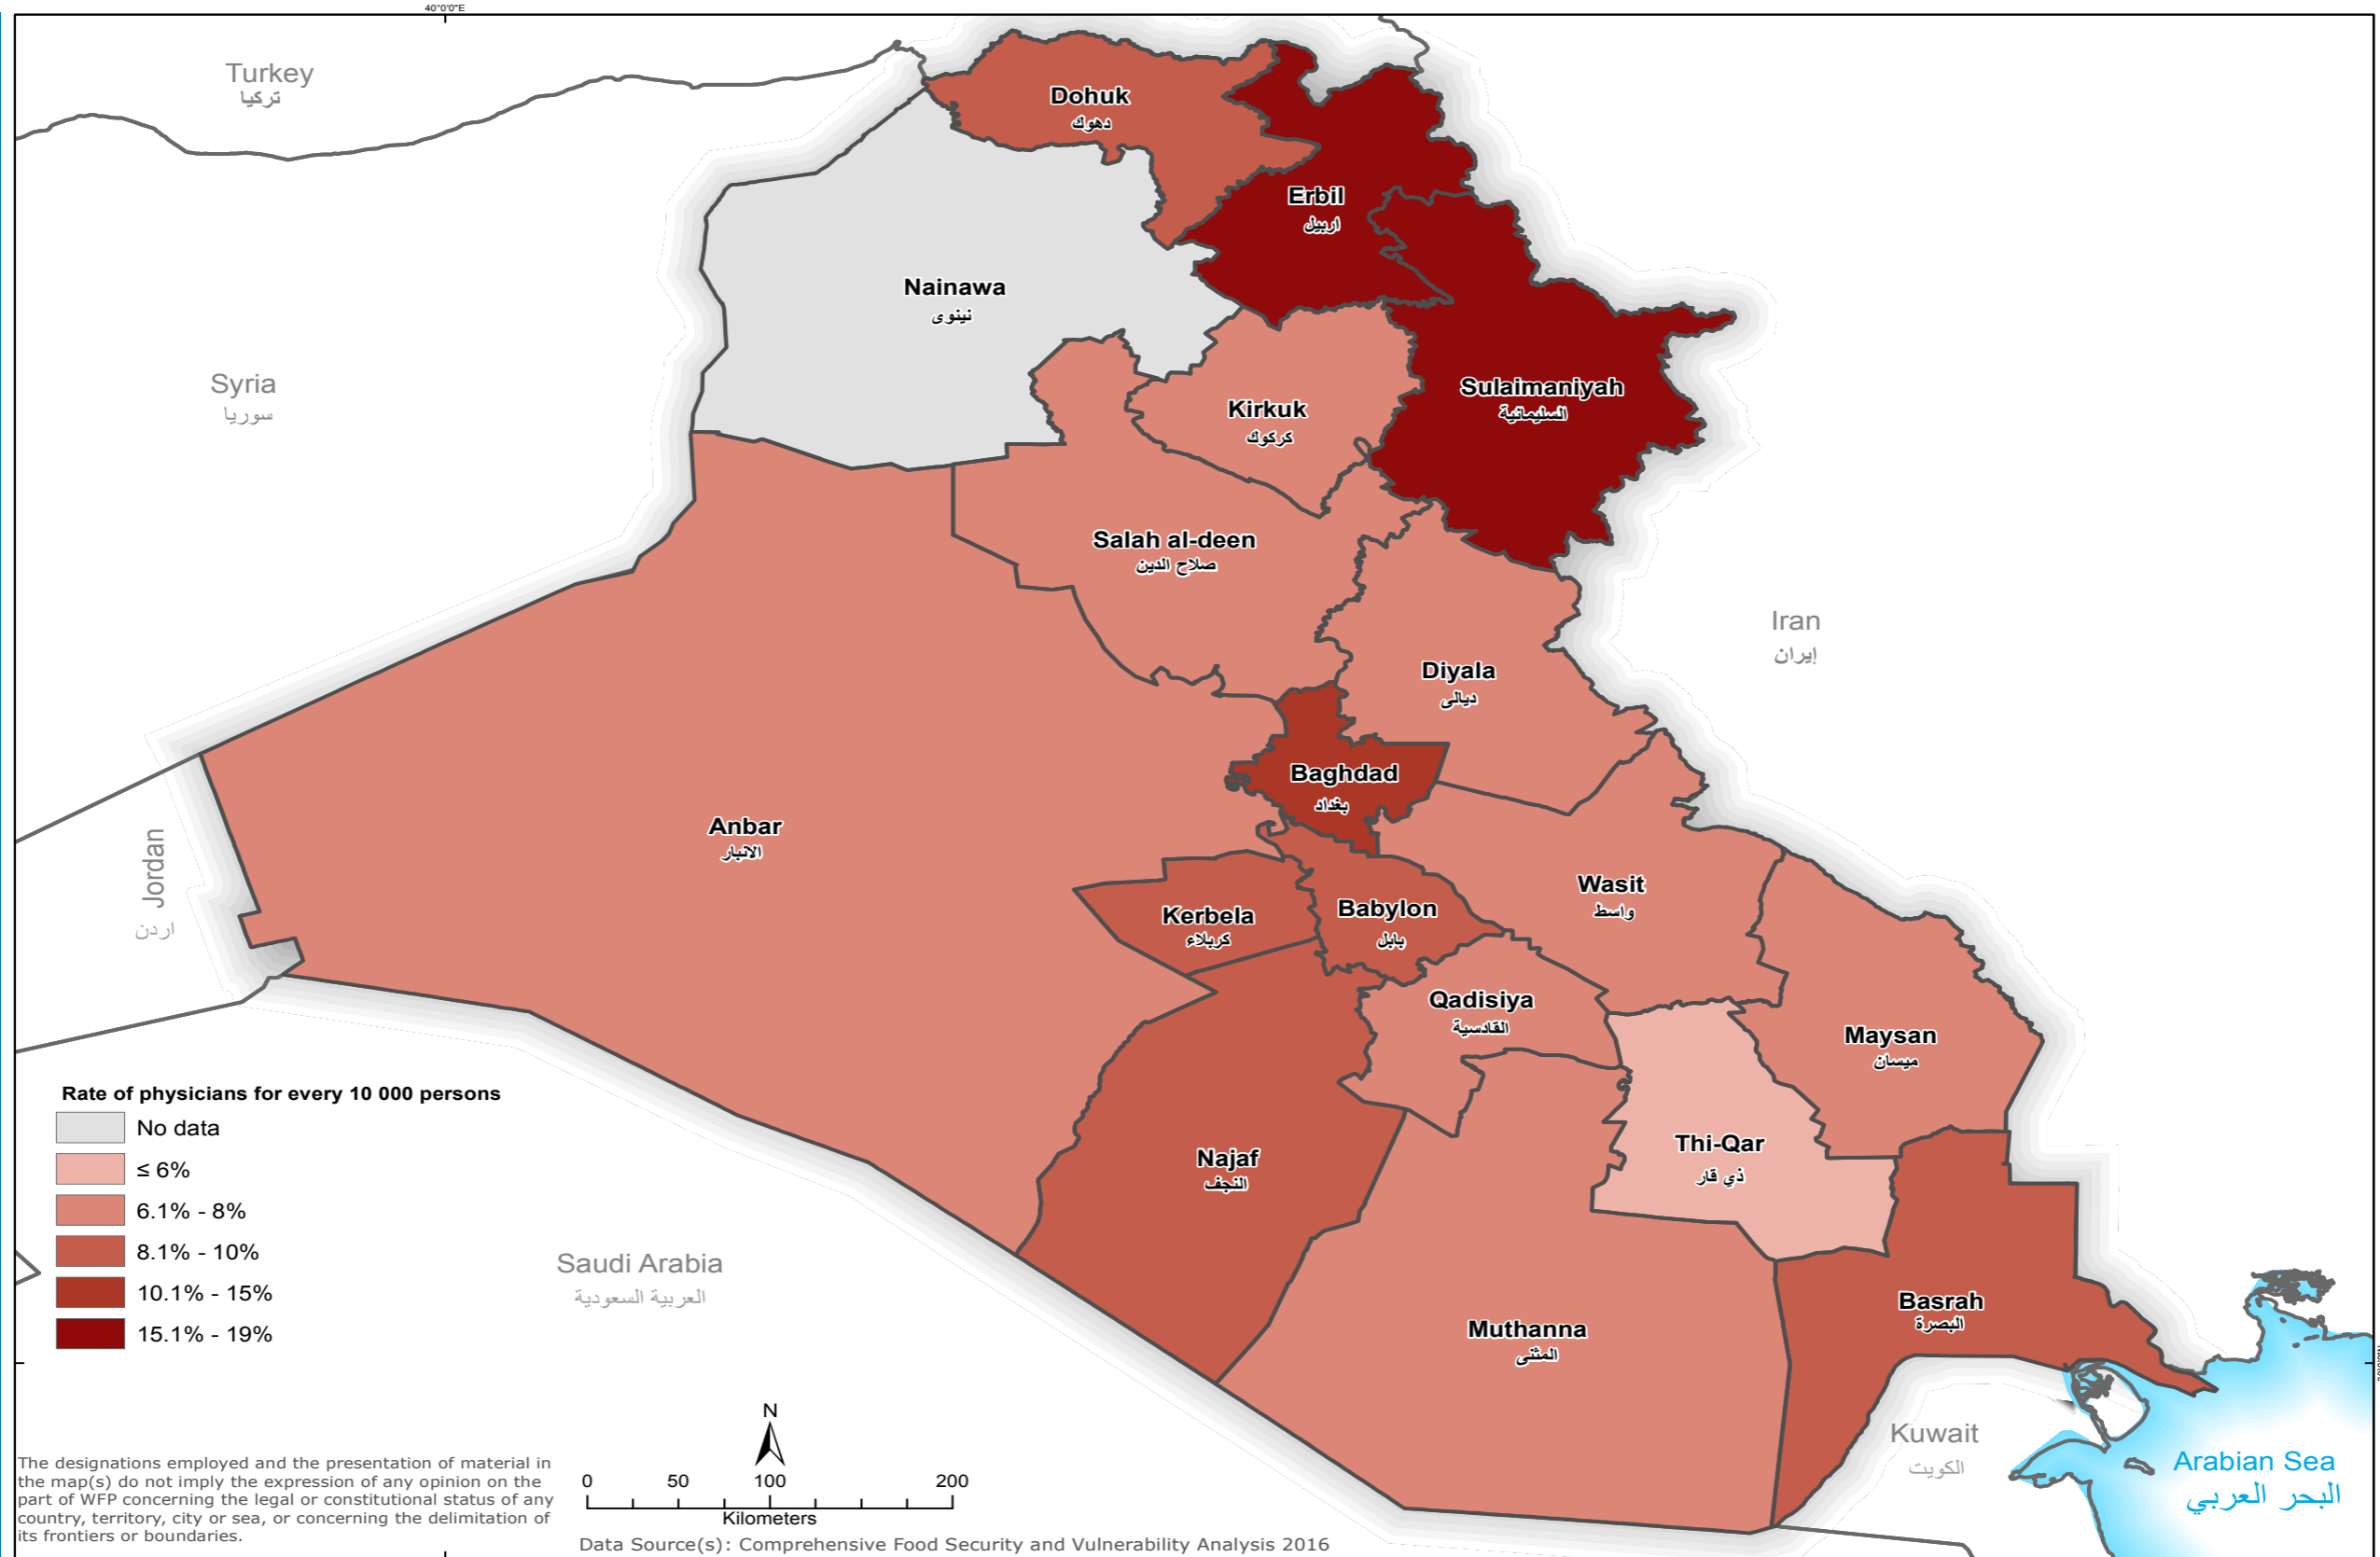 40°0'0"E
Turkey
تركيا
Dohuk
دهوك
Erbil
اربيل
Nainawa
نينوى
Syria
سوريا
Sulaimaniyah
السليمانية
Kirkuk
كركوك
Salah al-deen
صلاح الدين
Iran
إيران
Diyala
ديالى
Baghdad
بغداد
Anbar
الانبار
Jordan
اردن
Wasit
واسط
Kerbela
كربلاء
Babylon
بابل
Qadisiya
القادسية
Maysan
ميسان
Thi-Qar
ذي قار
Najaf
النجف
Saudi Arabia
العربية السعودية
Basrah
البصرة
Muthanna
المثنى
Kuwait
الكويت
Arabian Sea
البحر العربي
Rate of physicians for every 10 000 persons
No data
≤ 6%
6.1% - 8%
8.1% - 10%
10.1% - 15%
15.1% - 19%
The designations employed and the presentation of material in
the map(s) do not imply the expression of any opinion on the
part of WFP concerning the legal or constitutional status of any
country, territory, city or sea, or concerning the delimitation of
its frontiers or boundaries.
N
0 50 100 200
Kilometers
Data Source(s): Comprehensive Food Security and Vulnerability Analysis 2016